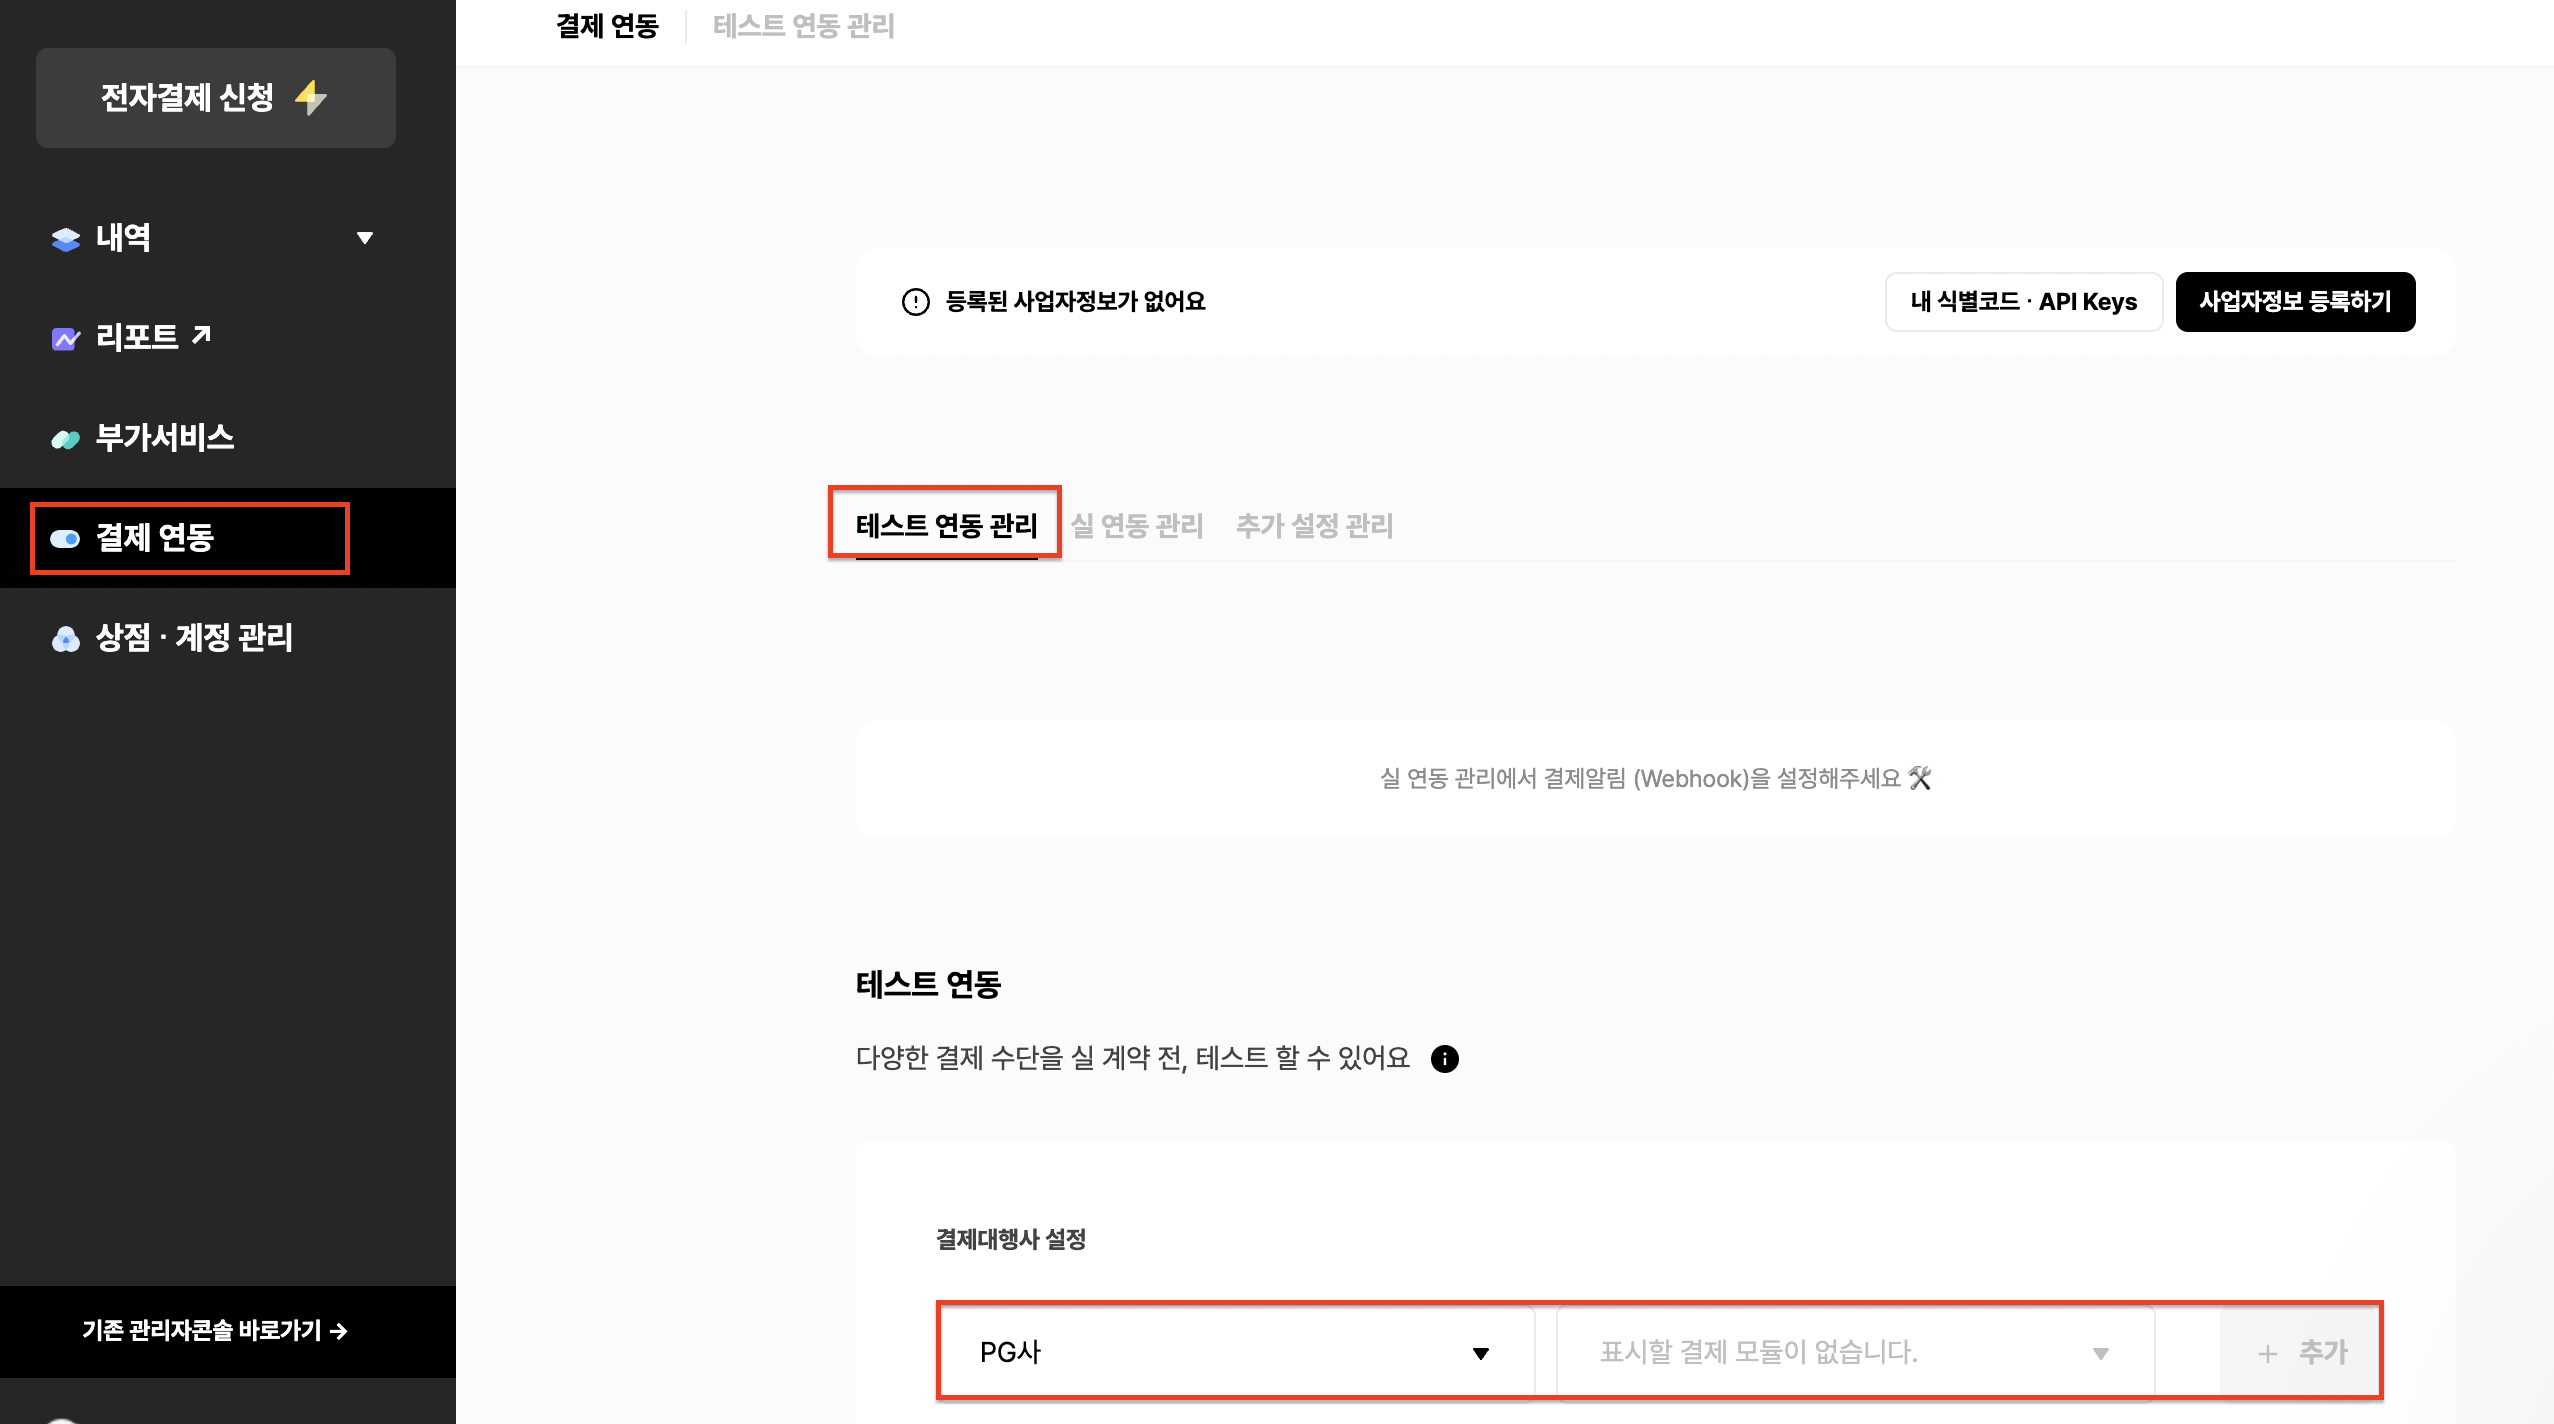 전자결제 신청
내역
리포트
부가서비스
결제 연동
상점 · 계정 관리
기존 관리자콘솔 바로가기 →
결제 연동 테스트 연동 관리
등록된 사업자정보가 없어요
내 식별코드 · API Keys
사업자정보 등록하기
테스트 연동 관리 실 연동 관리 추가 설정 관리
실 연동 관리에서 결제알림 (Webhook)을 설정해주세요
테스트 연동
다양한 결제 수단을 실 계약 전, 테스트 할 수 있어요
결제대행사 설정
PG사
표시할 결제 모듈이 없습니다.
+ 추가